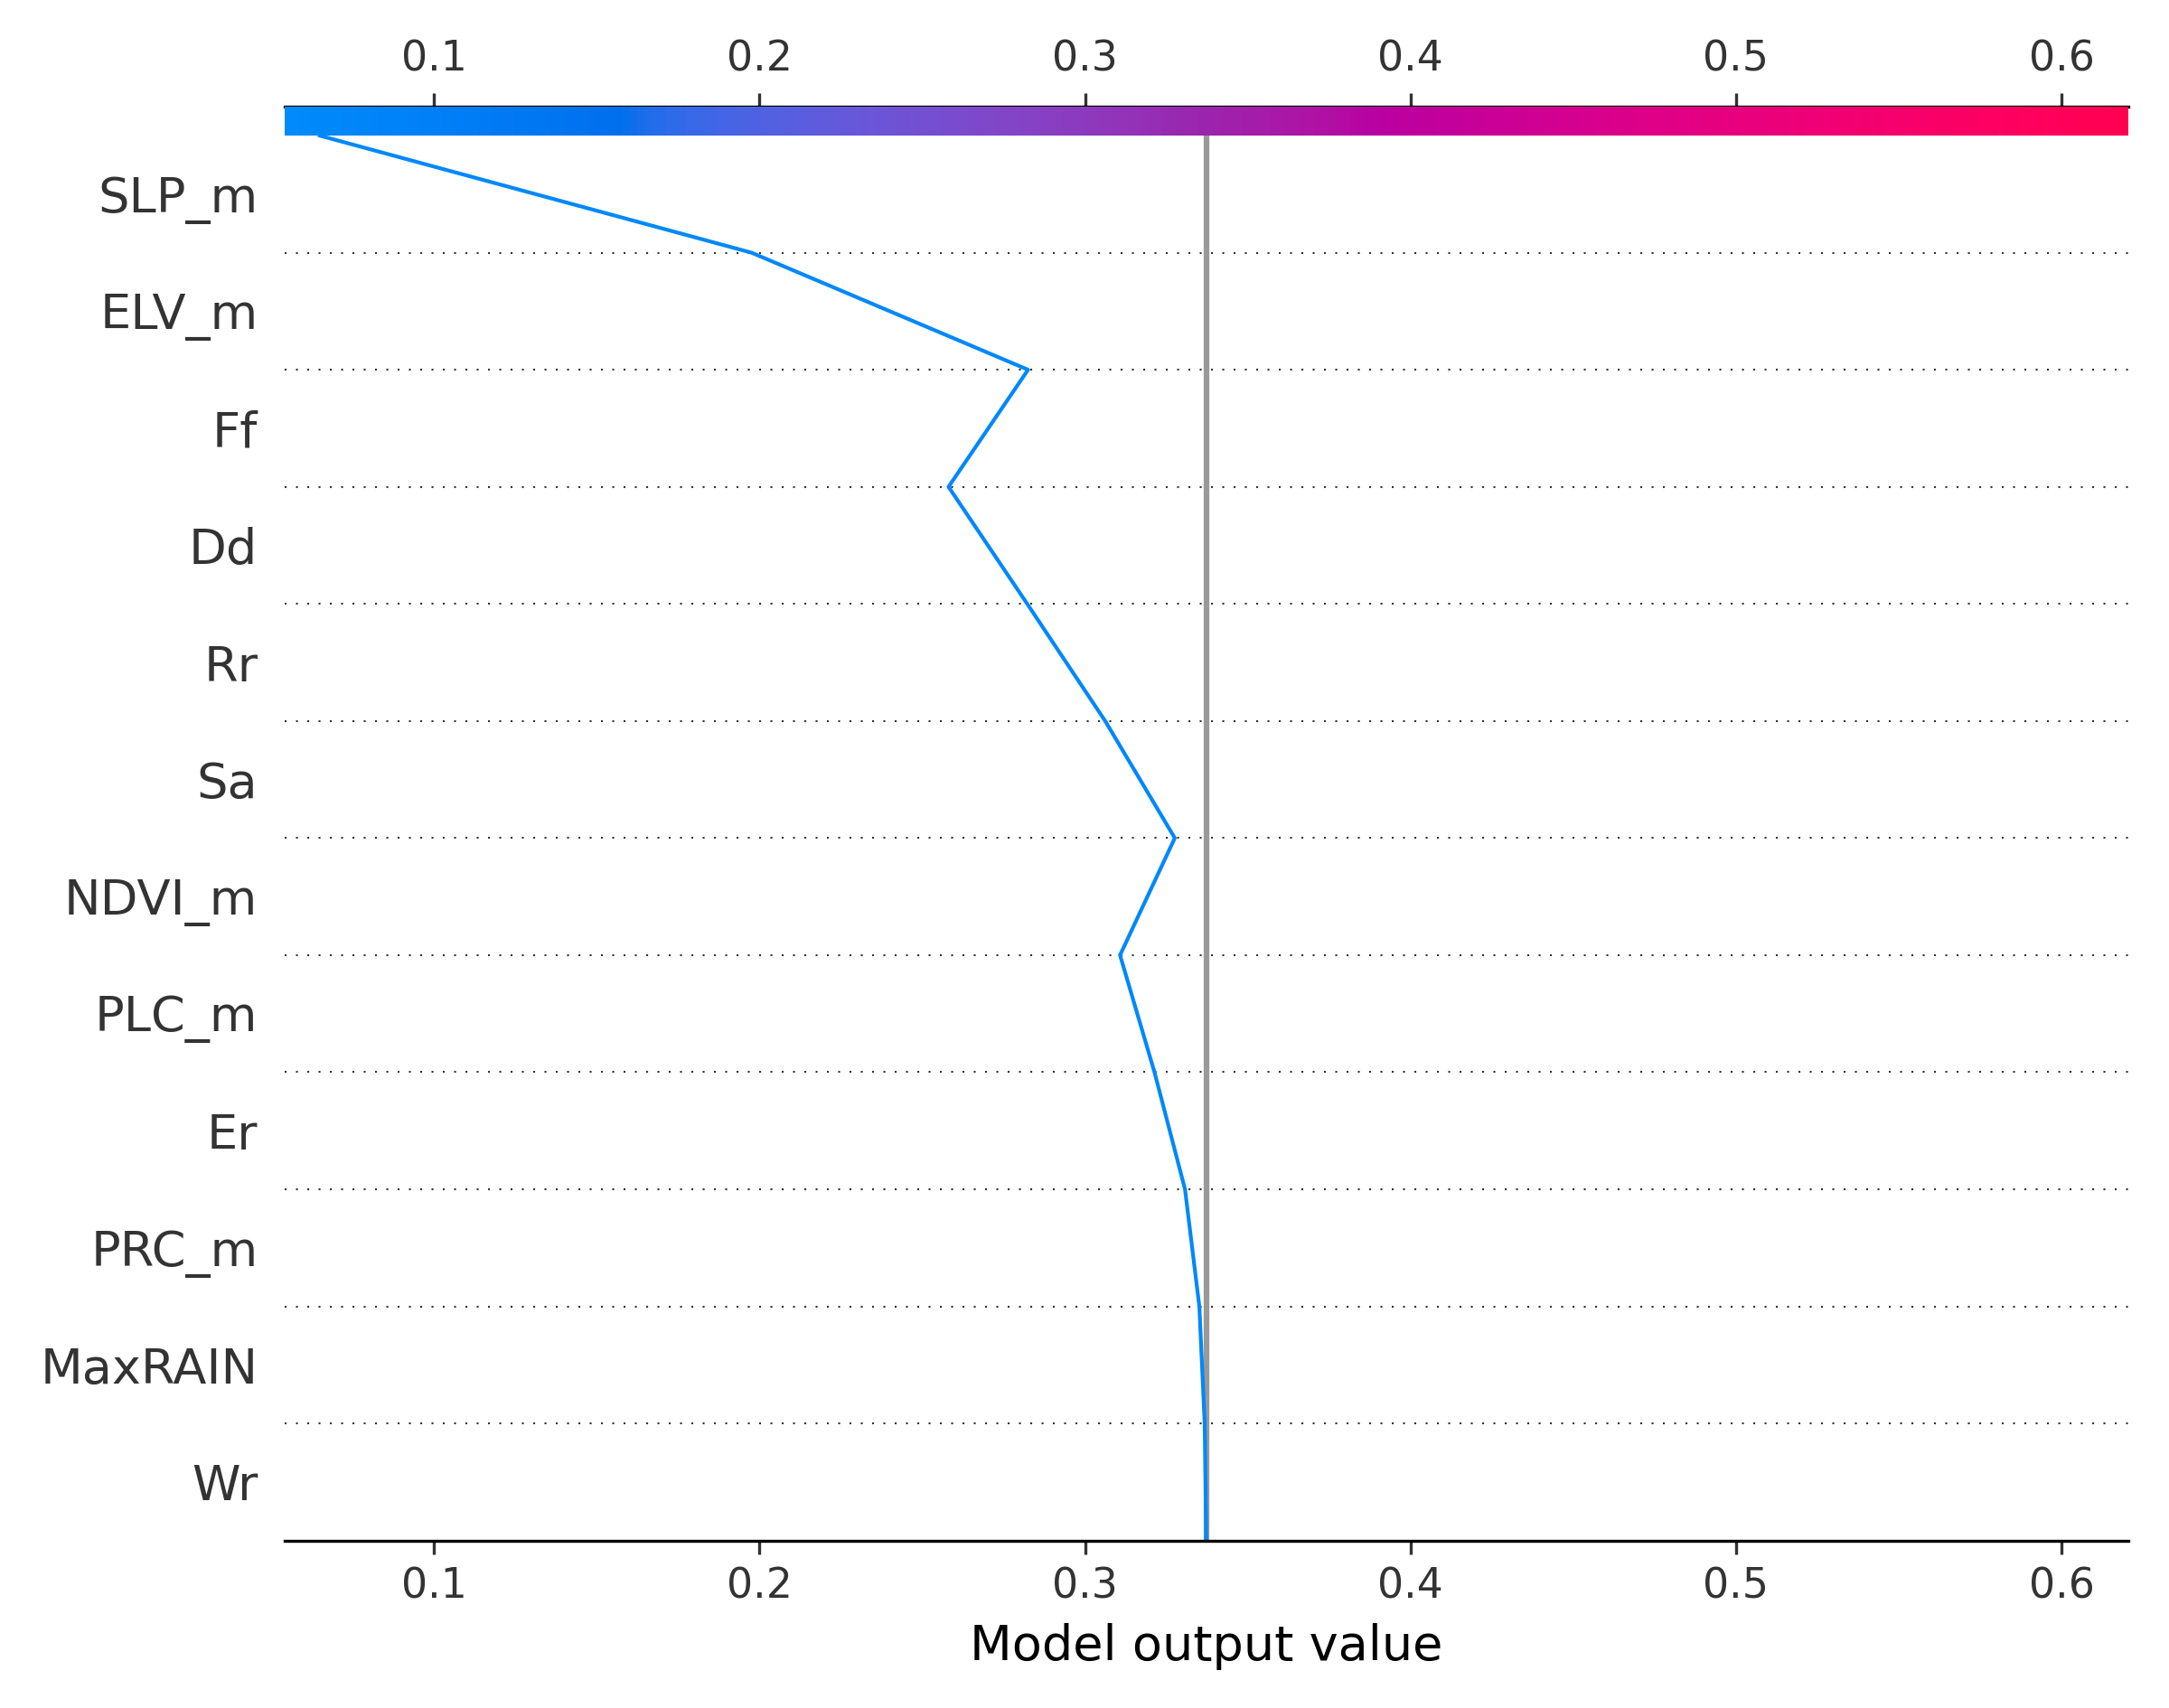 0.1 0.2 0.3 0.4 0.5 0.6
SLP_m
ELV_m
Ff
Dd
Rr
Sa
NDVI_m
PLC_m
Er
PRC_m
MaxRAIN
Wr
0.1 0.2 0.3 0.4 0.5 0.6
Model output value